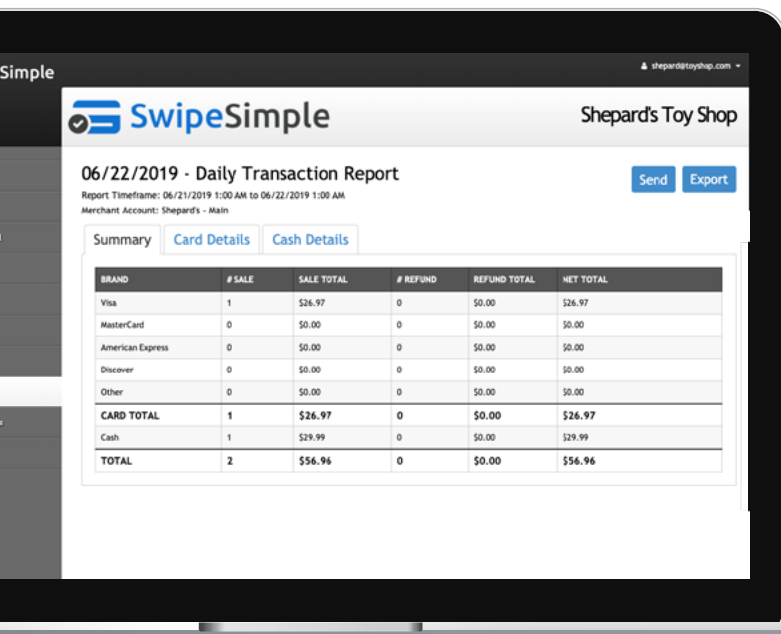 Simple
shepard@toyshop.com
SwipeSimple
Shepard's Toy Shop
06/22/2019 - Daily Transaction Report
Send Export
Report Timeframe: 06/21/2019 1:00 AM to 06/22/2019 1:00 AM
Merchant Account: Shepard's - Main
Summary Card Details Cash Details
BRAND # SALE SALE TOTAL # REFUND REFUND TOTAL NET TOTAL
Visa 1 $26.97 0 $0.00 $26.97
MasterCard 0 $0.00 0 $0.00 $0.00
American Express 0 $0.00 0 $0.00 $0.00
Discover 0 $0.00 0 $0.00 $0.00
Other 0 $0.00 0 $0.00 $0.00
CARD TOTAL 1 $26.97 0 $0.00 $26.97
Cash 1 $29.99 0 $0.00 $29.99
TOTAL 2 $56.96 0 $0.00 $56.96